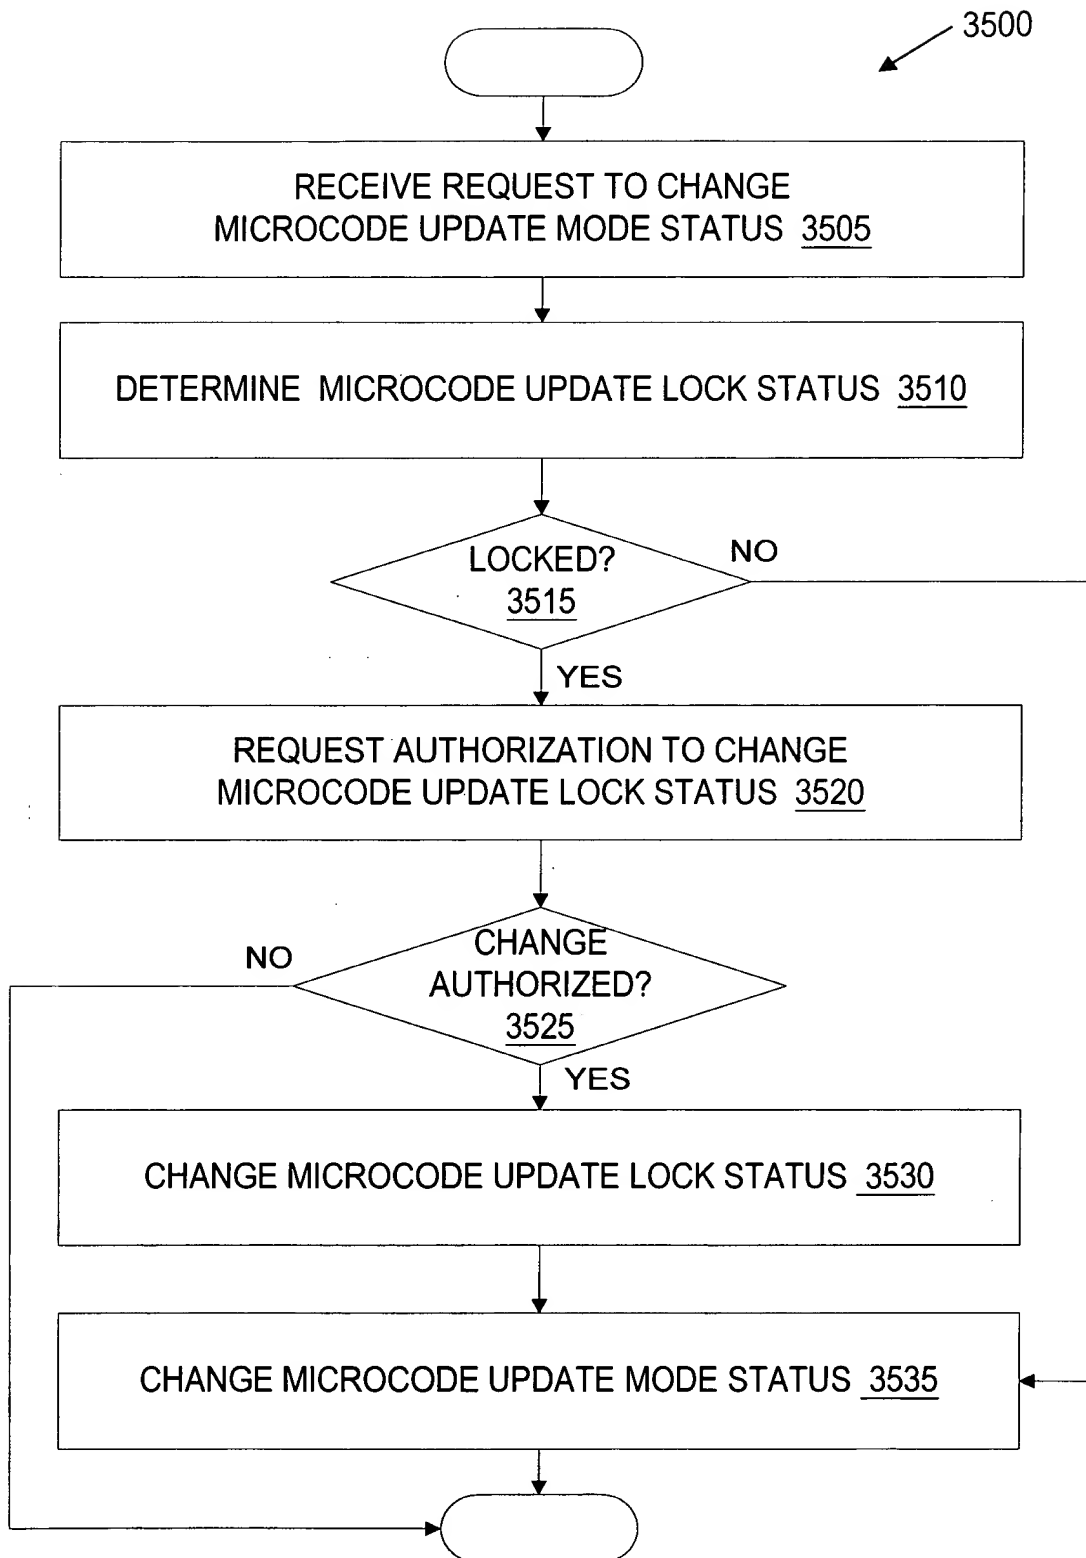 3500
RECEIVE REQUEST TO CHANGE
MICROCODE UPDATE MODE STATUS 3505
DETERMINE MICROCODE UPDATE LOCK STATUS 3510
LOCKED?
3515
NO
YES
REQUEST AUTHORIZATION TO CHANGE
MICROCODE UPDATE LOCK STATUS 3520
CHANGE
AUTHORIZED?
3525
NO
YES
CHANGE MICROCODE UPDATE LOCK STATUS 3530
CHANGE MICROCODE UPDATE MODE STATUS 3535